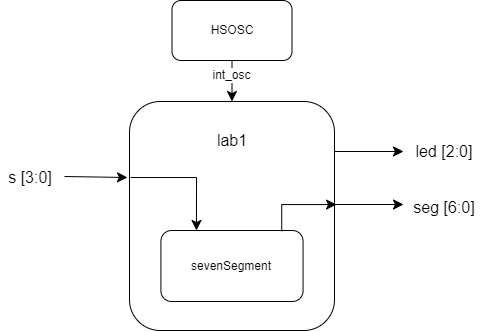 HSOSC
int_osc
lab1
led [2:0]
s [3:0]
seg [6:0]
sevenSegment